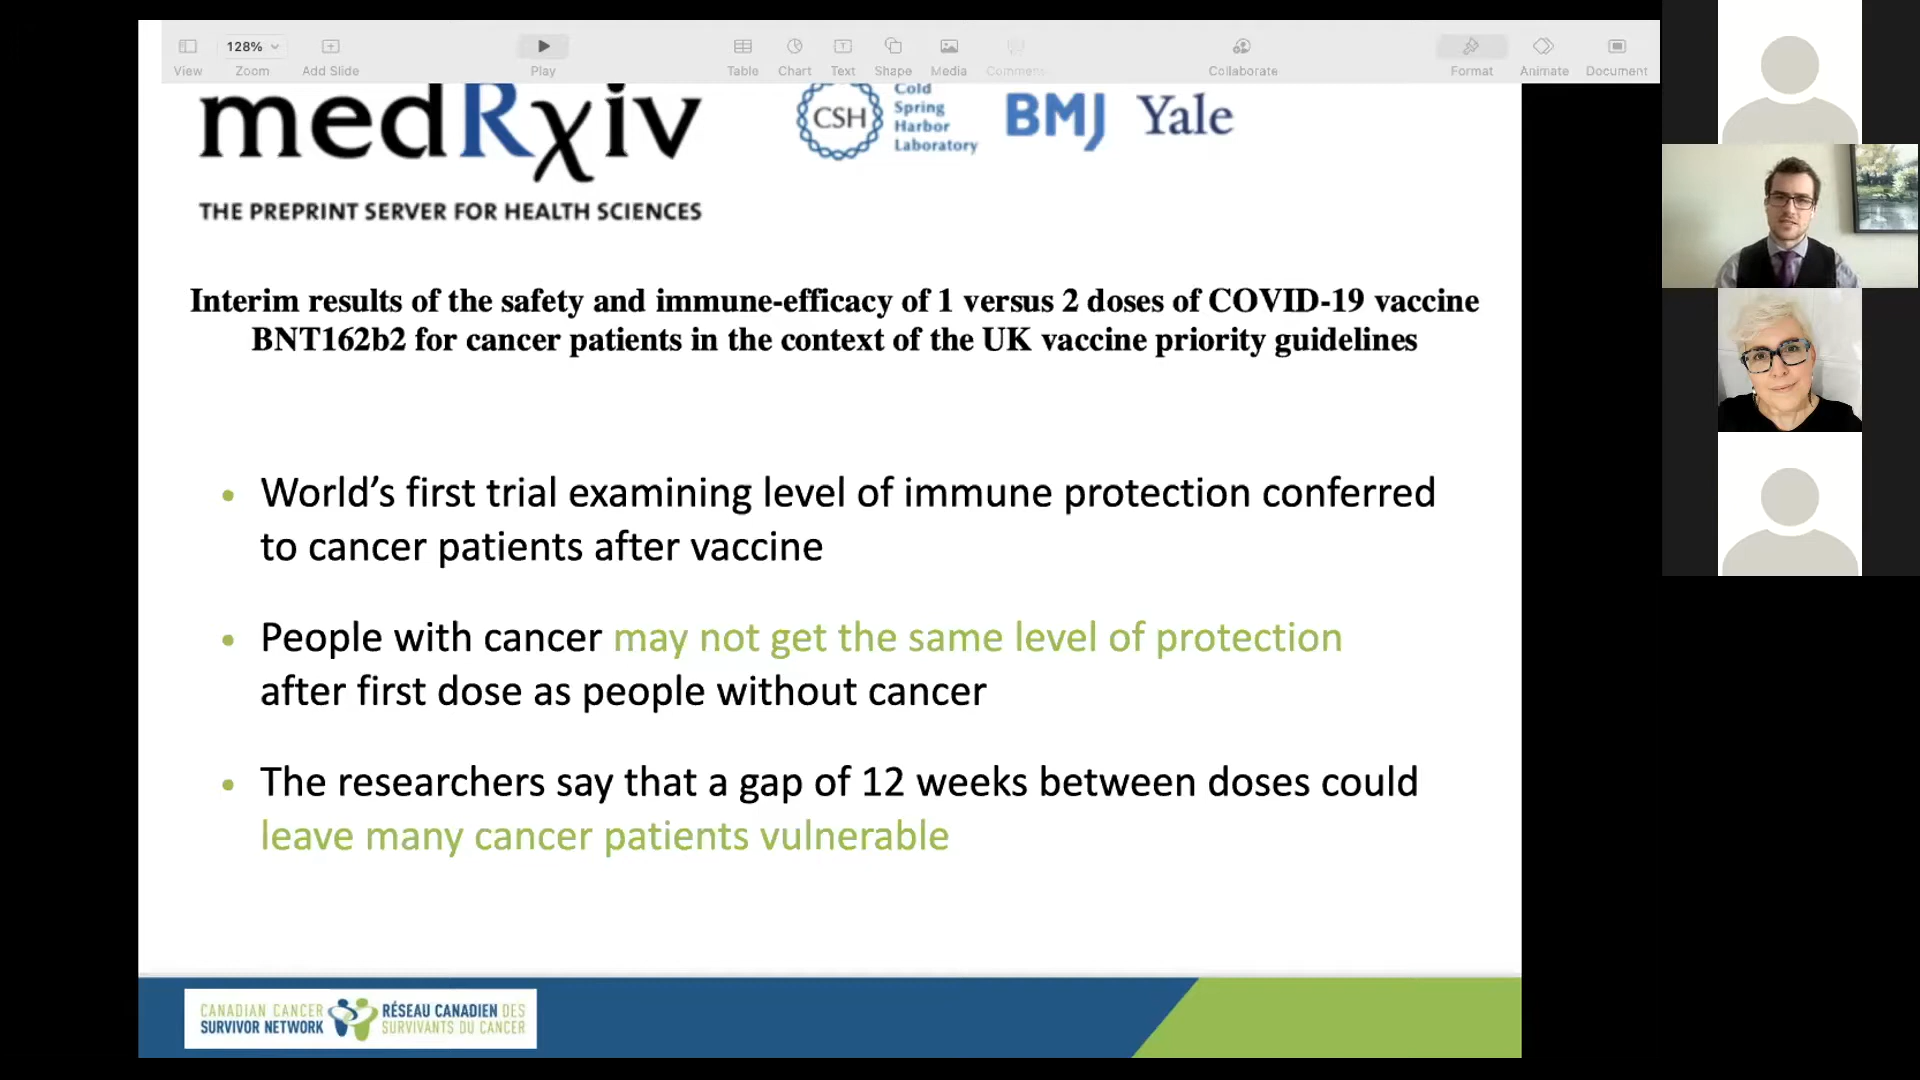 128%
View
Zoom
Add Slide
Play
Table
Chart
Text
Shape
Media
Comment
Collaborate
Format
Animate
Document
medRxiv
THE PREPRINT SERVER FOR HEALTH SCIENCES
CSH
Cold
Spring
Harbor
Laboratory
BMJ
Yale
Interim results of the safety and immune-efficacy of 1 versus 2 doses of COVID-19 vaccine
BNT162b2 for cancer patients in the context of the UK vaccine priority guidelines
• World’s first trial examining level of immune protection conferred
to cancer patients after vaccine
• People with cancer may not get the same level of protection
after first dose as people without cancer
• The researchers say that a gap of 12 weeks between doses could
leave many cancer patients vulnerable
CANADIAN CANCER
SURVIVOR NETWORK
RÉSEAU CANADIEN DES
SURVIVANTS DU CANCER